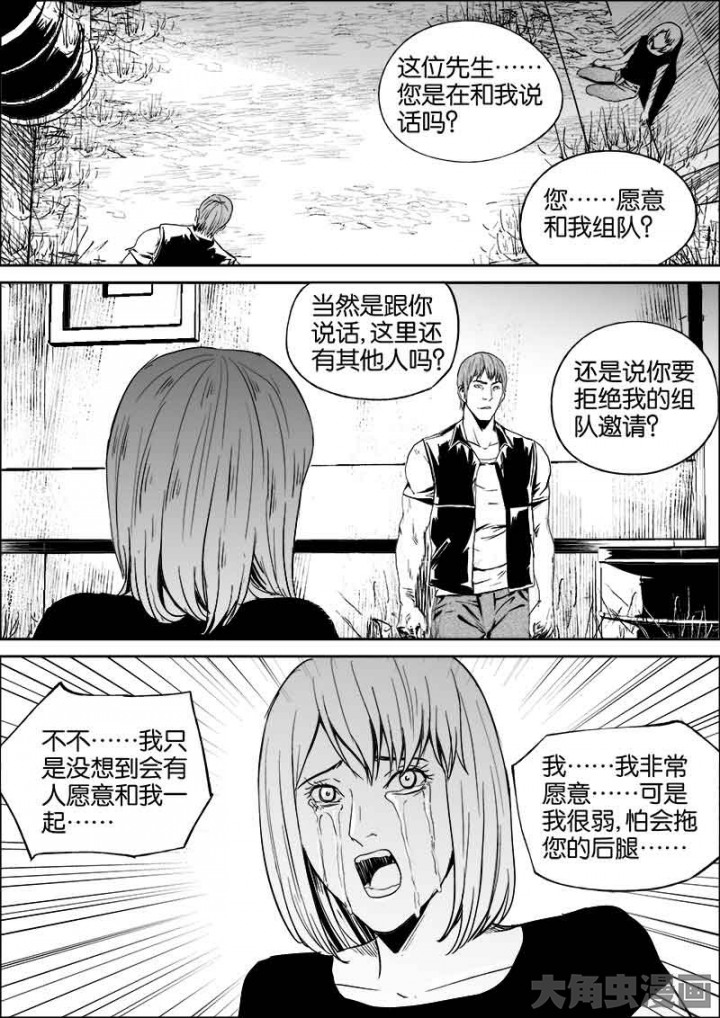 这位先生……
您是在和我说
话吗？
您……愿意
和我组队？
当然是跟你
说话，这里还
有其他人吗？
还是说你要
拒绝我的组
队邀请？
不不……我只
是没想到会有
人愿意和我一
起……
我……我非常
愿意……可是
我很弱，怕会拖
您的后腿……
大角虫漫画